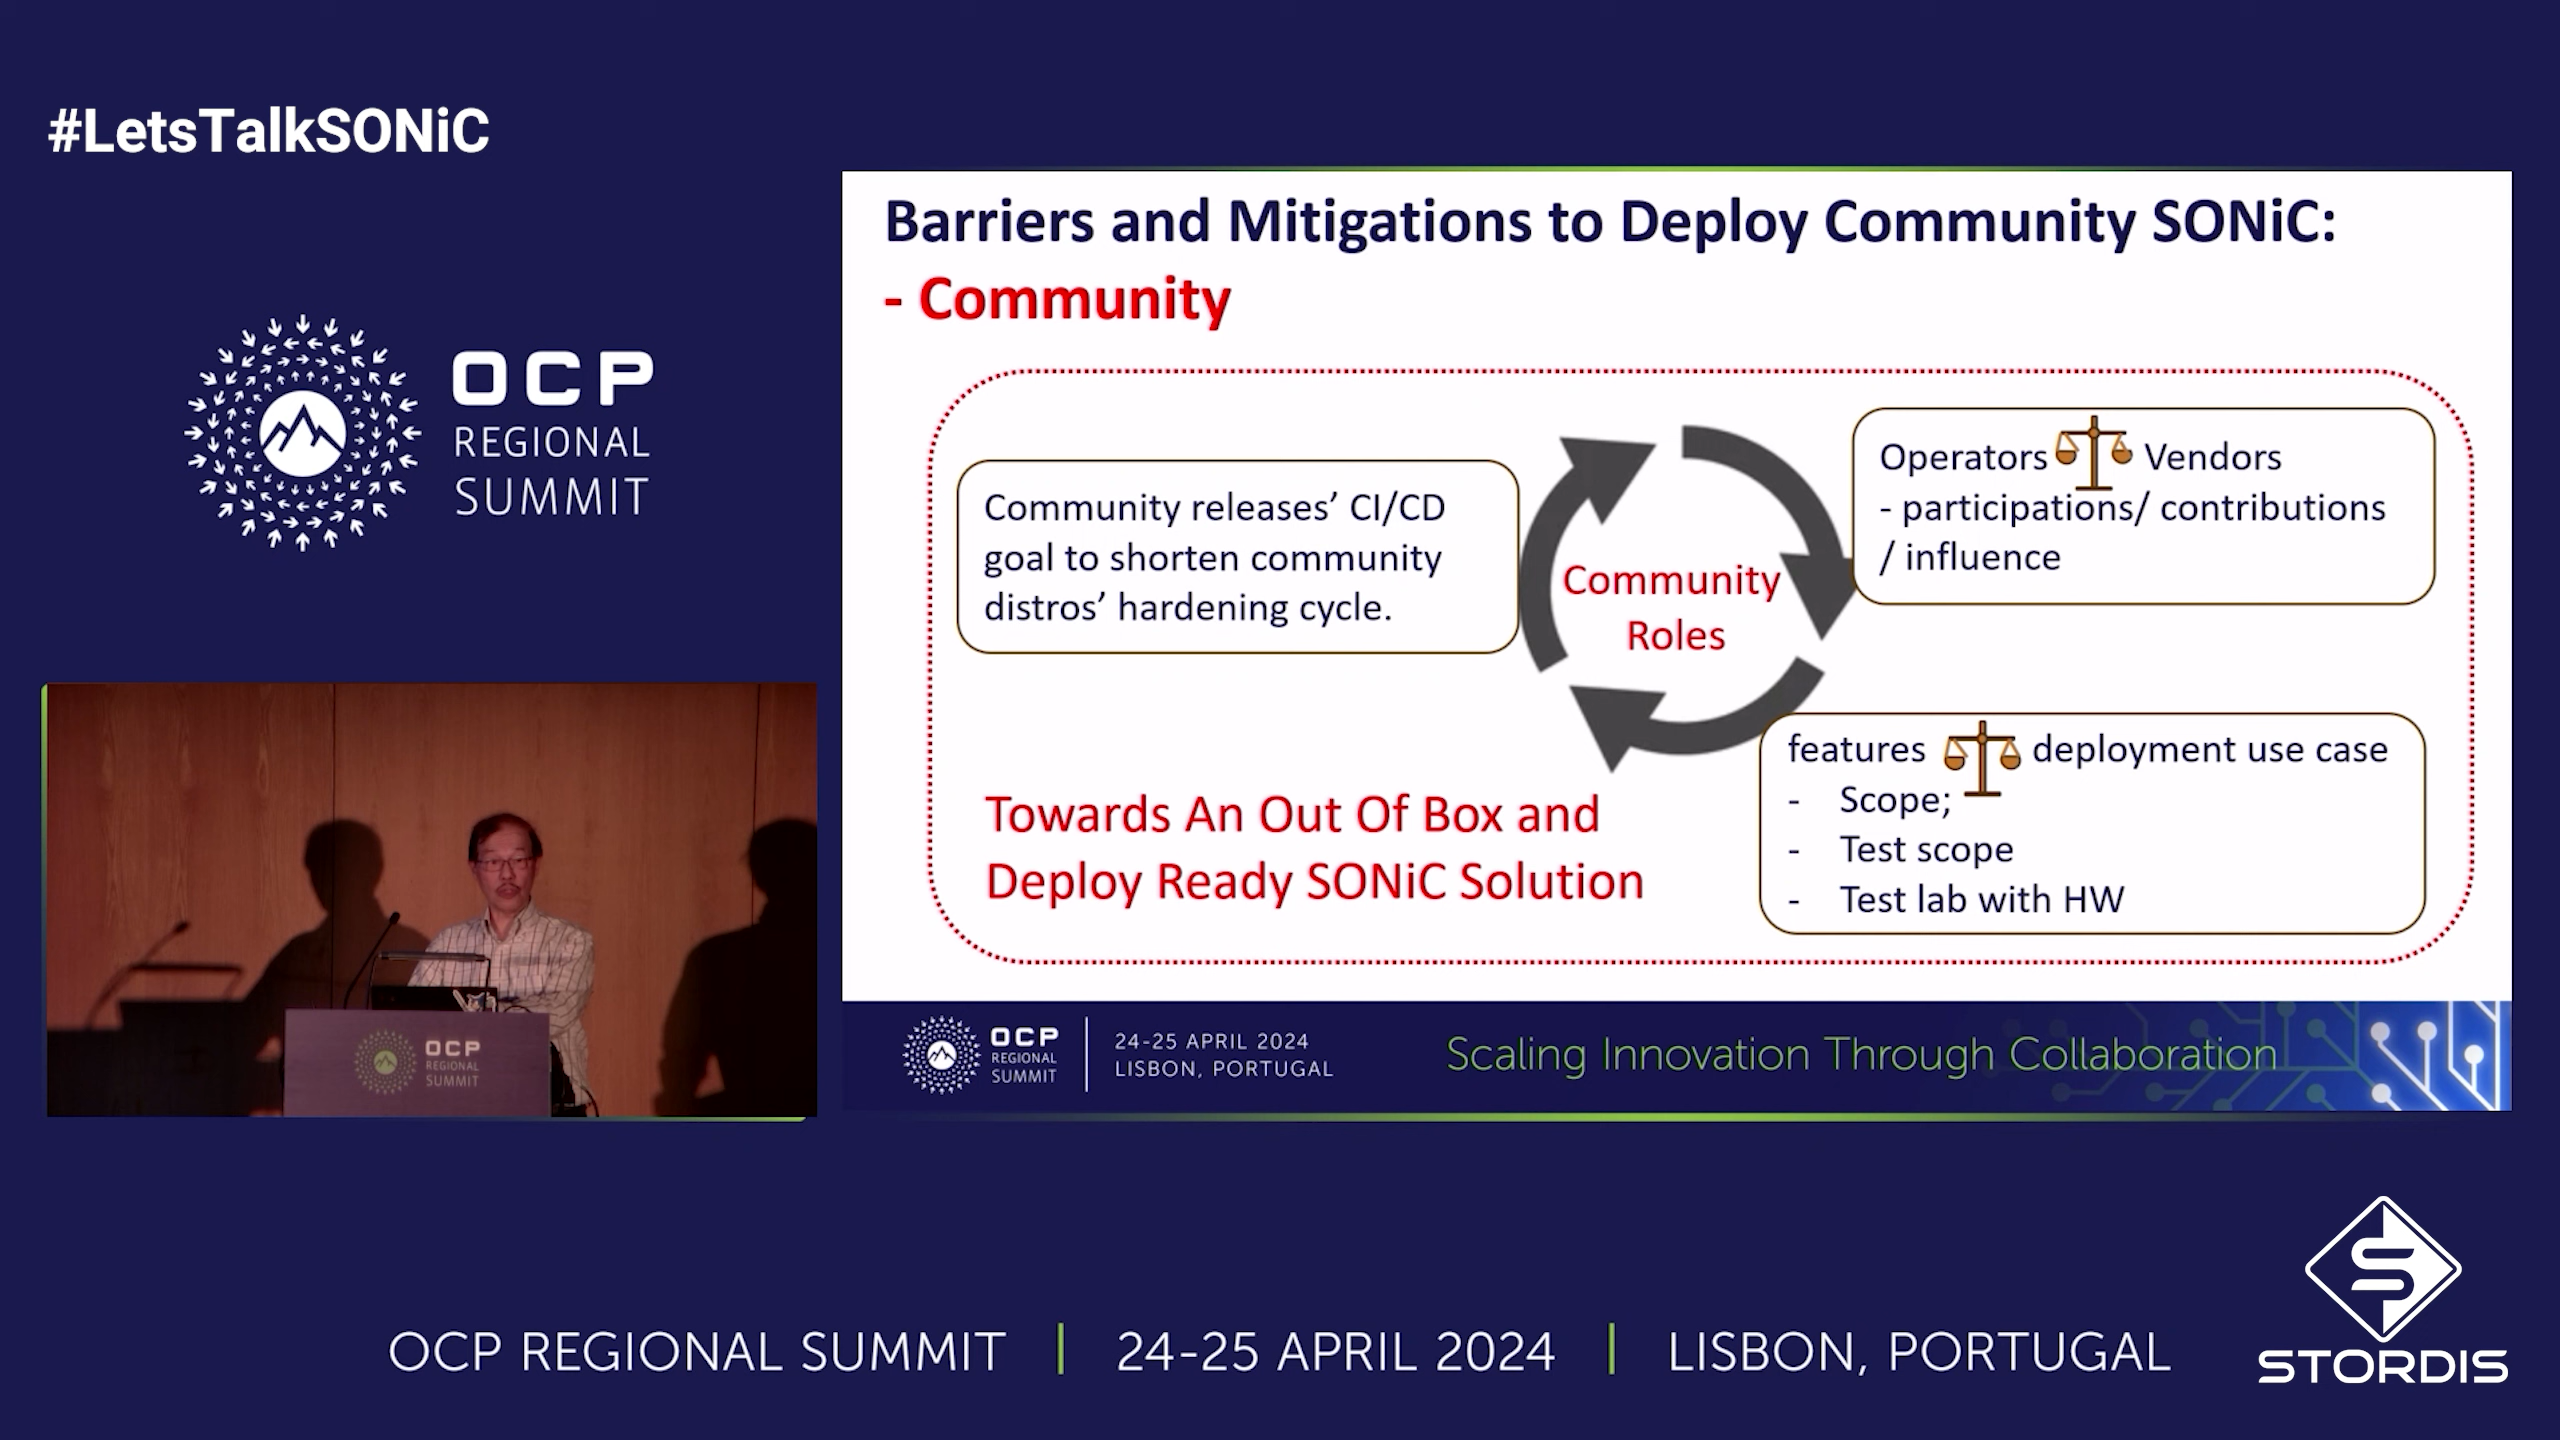 #LetsTalkSONiC
OCP
REGIONAL
SUMMIT
Barriers and Mitigations to Deploy Community SONiC:
- Community
Community releases’ CI/CD
goal to shorten community
distros’ hardening cycle.
Community
Roles
Operators Vendors
- participations/ contributions
/ influence
features deployment use case
- Scope;
- Test scope
- Test lab with HW
Towards An Out Of Box and
Deploy Ready SONiC Solution
OCP
REGIONAL
SUMMIT
24-25 APRIL 2024
LISBON, PORTUGAL
Scaling Innovation Through Collaboration
OCP
REGIONAL
SUMMIT
OCP REGIONAL SUMMIT | 24-25 APRIL 2024 | LISBON, PORTUGAL
STORDIS